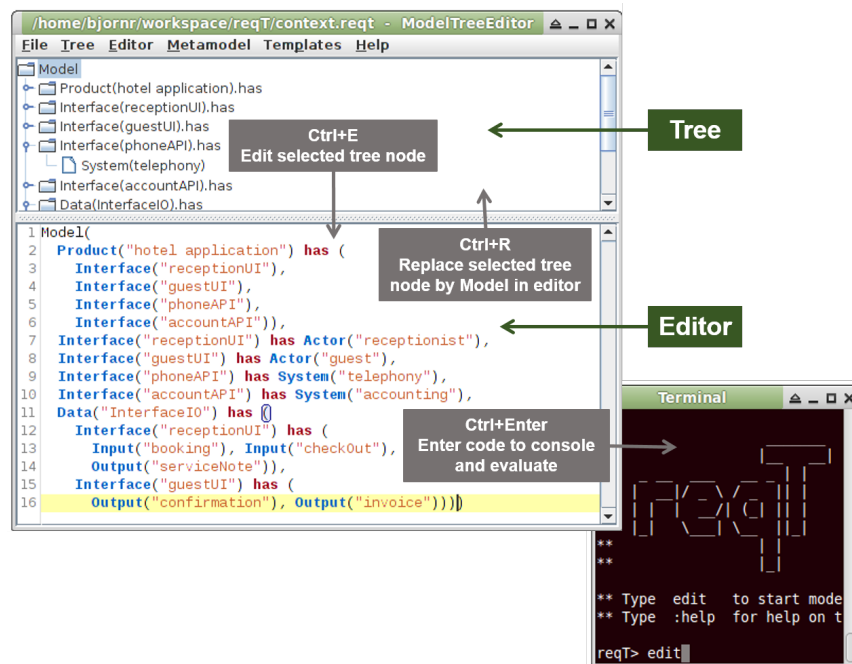 /home/bjornr/workspace/reqT/context.reqt - ModelTreeEditor
File Tree Editor Metamodel Templates Help
Model
Product(hotel application).has
Interface(receptionUI).has
Interface(guestUI).has
Interface(phoneAPI).has
System(telephony)
Interface(accountAPI).has
Data(InterfaceIO).has
Ctrl+E
Edit selected tree node
Tree
Ctrl+R
Replace selected tree
node by Model in editor
Editor
1 Model(
2 Product("hotel application") has (
3 Interface("receptionUI"),
4 Interface("guestUI"),
5 Interface("phoneAPI"),
6 Interface("accountAPI")),
7 Interface("receptionUI") has Actor("receptionist"),
8 Interface("guestUI") has Actor("guest"),
9 Interface("phoneAPI") has System("telephony"),
10 Interface("accountAPI") has System("accounting"),
11 Data("InterfaceIO") has (
12 Interface("receptionUI") has (
13 Input("booking"), Input("checkOut"),
14 Output("serviceNote")),
15 Interface("guestUI") has (
16 Output("confirmation"), Output("invoice"))))
Terminal
Ctrl+Enter
Enter code to console
and evaluate
reqT
**
**
** Type edit to start mode
** Type :help for help on t
reqT> edit